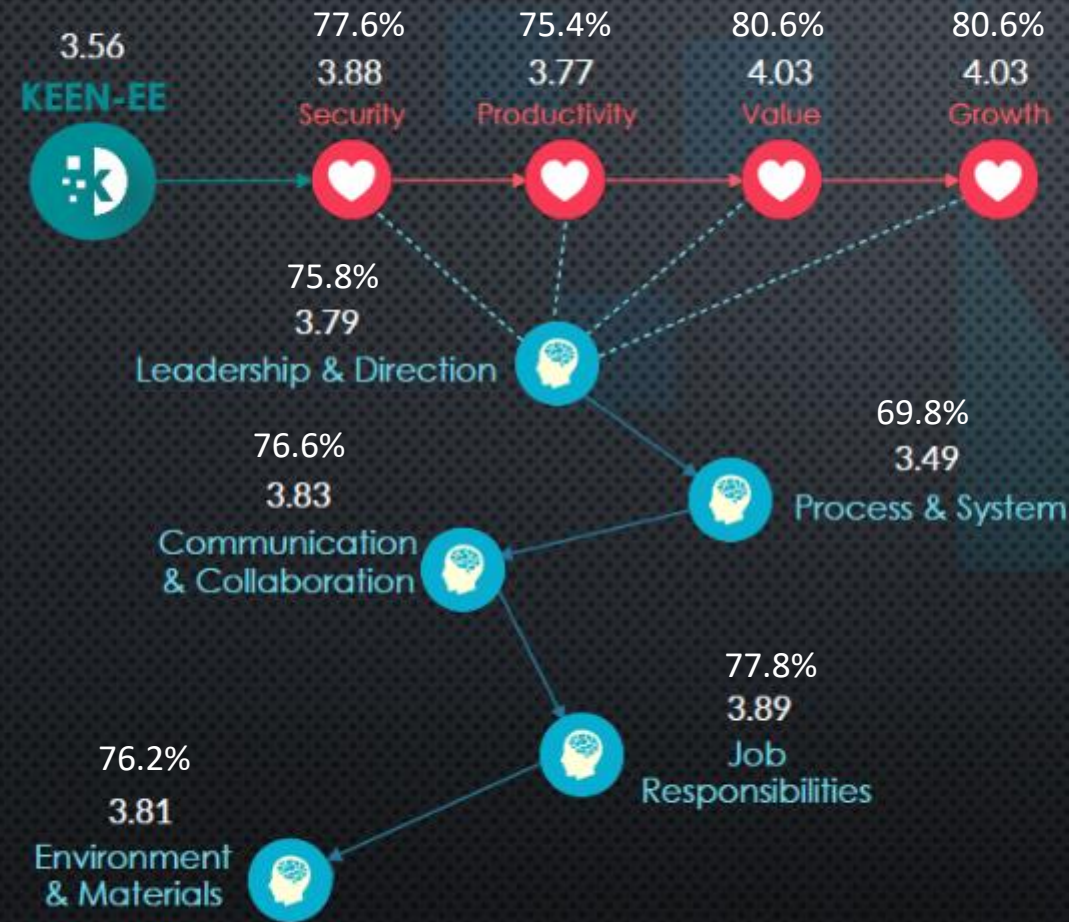 3.56
KEEN-EE
k
77.6%
3.88
Security
75.4%
3.77
Productivity
80.6%
4.03
Value
80.6%
4.03
Growth
75.8%
3.79
Leadership & Direction
69.8%
3.49
Process & System
76.6%
3.83
Communication
& Collaboration
77.8%
3.89
Job
Responsibilities
76.2%
3.81
Environment
& Materials